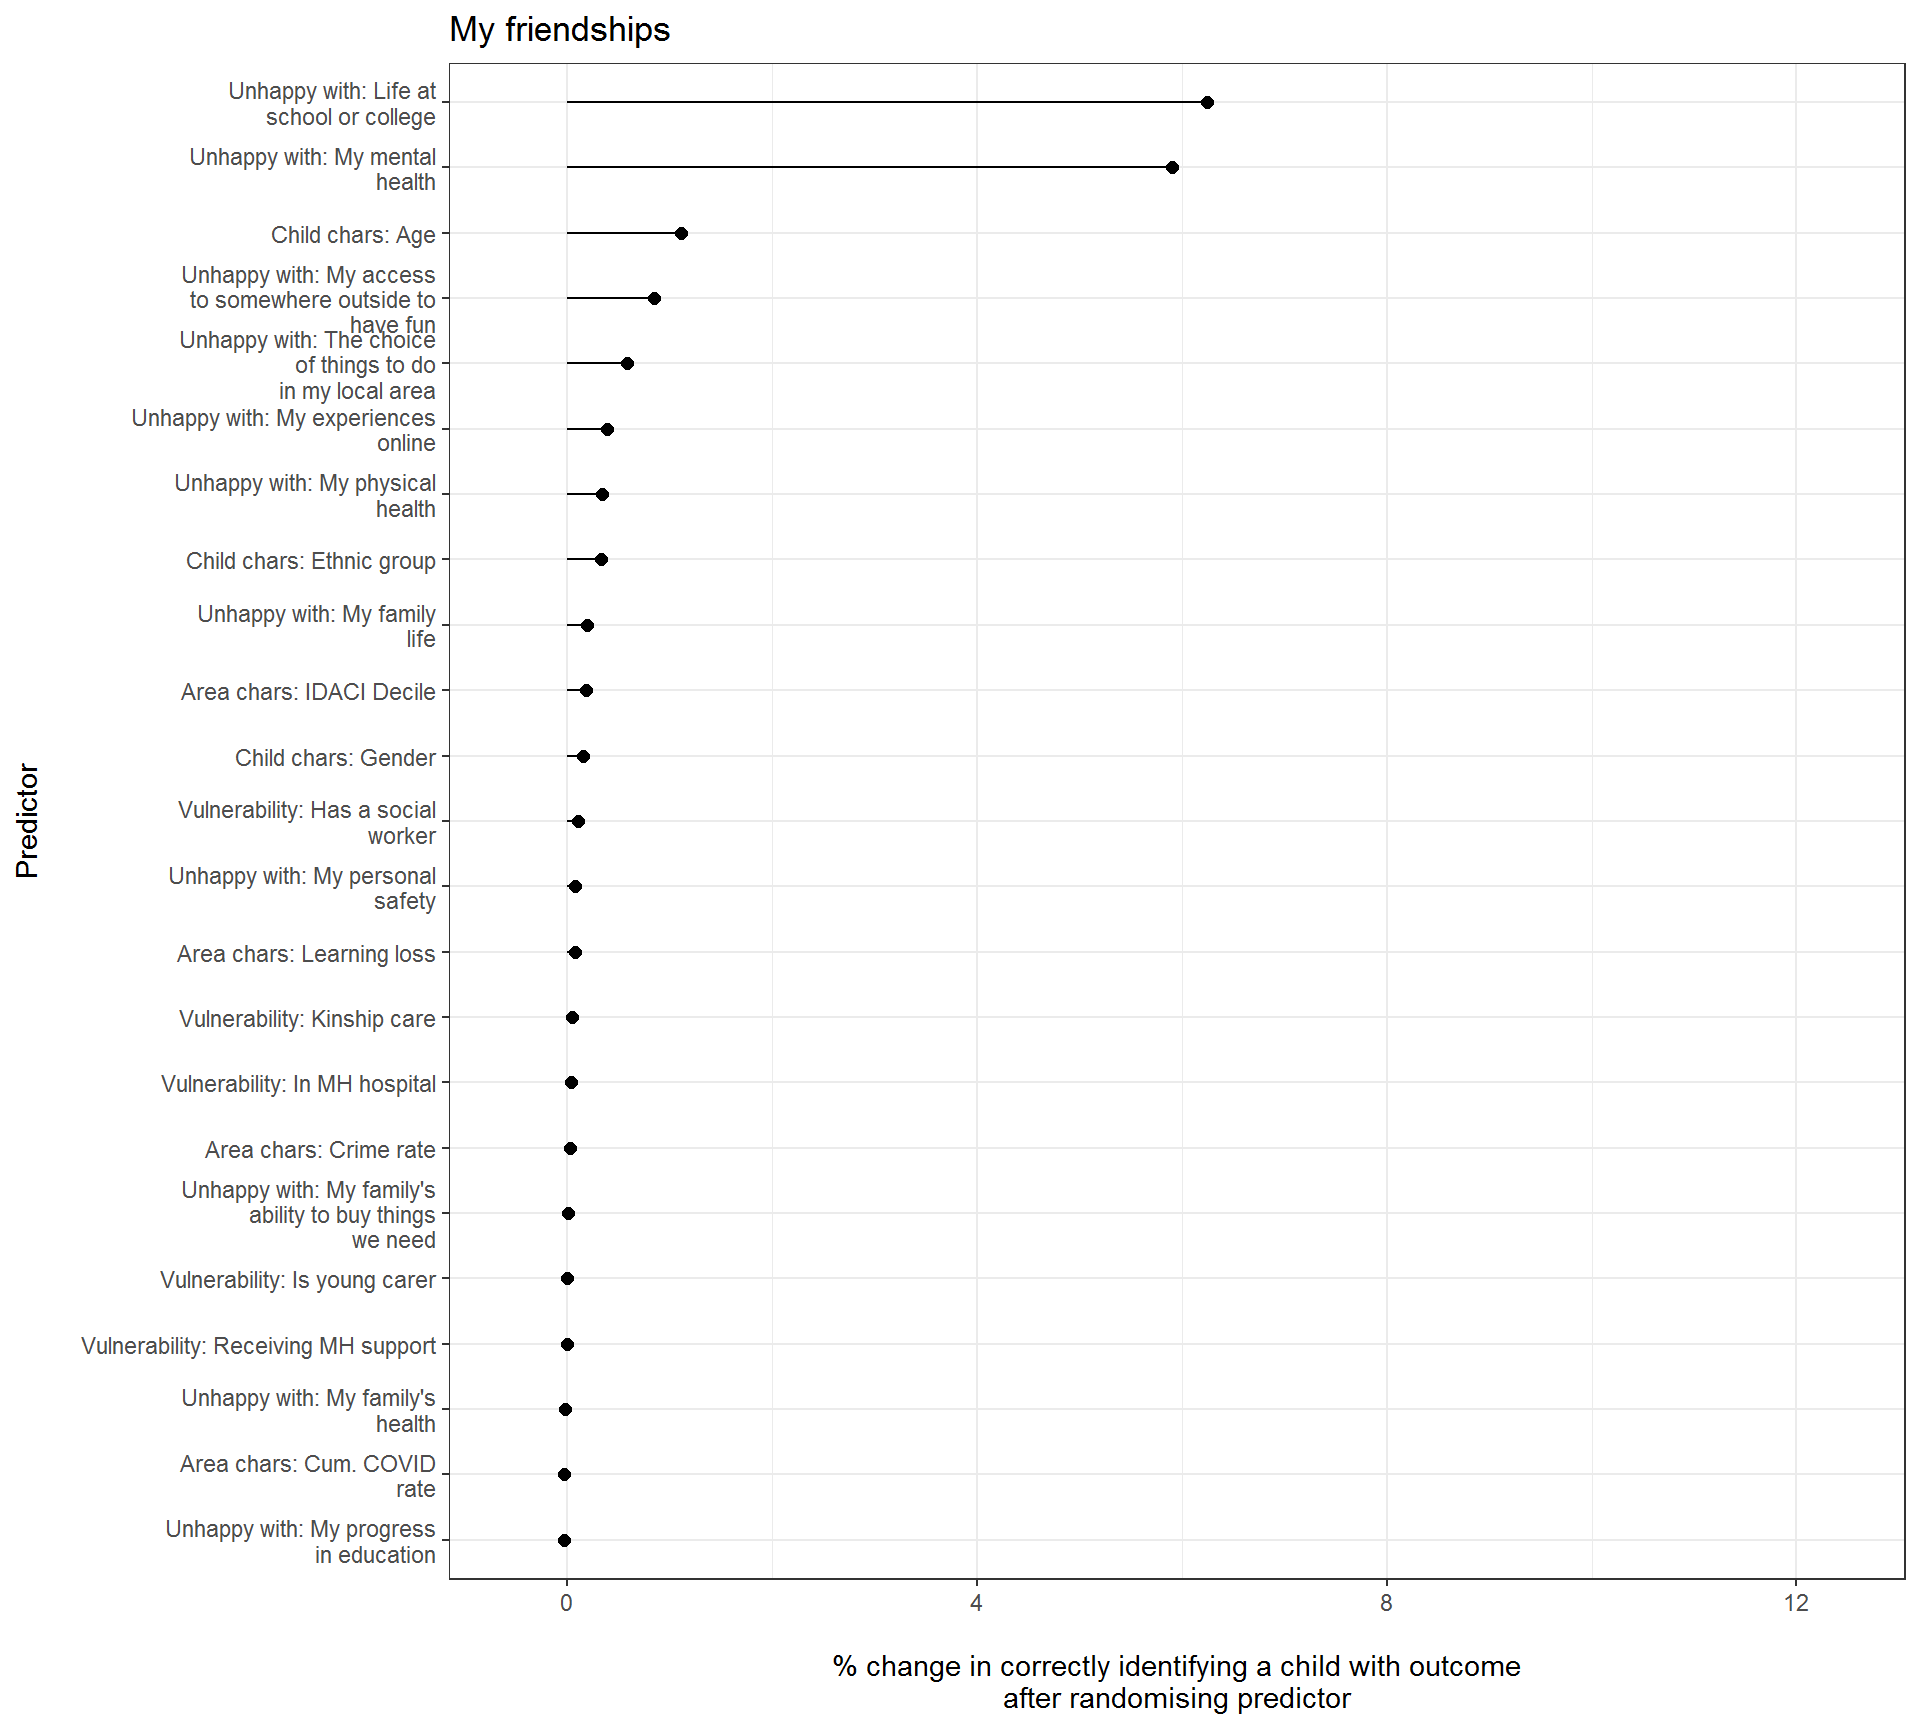 My friendships
Unhappy with: Life at
school or college
Unhappy with: My mental
health
Child chars: Age
Unhappy with: My access
to somewhere outside to
have fun
Unhappy with: The choice
of things to do
in my local area
Unhappy with: My experiences
online
Unhappy with: My physical
health
Child chars: Ethnic group
Unhappy with: My family
life
Area chars: IDACI Decile
Child chars: Gender
Vulnerability: Has a social
worker
Unhappy with: My personal
safety
Area chars: Learning loss
Vulnerability: Kinship care
Vulnerability: In MH hospital
Area chars: Crime rate
Unhappy with: My family's
ability to buy things
we need
Vulnerability: Is young carer
Vulnerability: Receiving MH support
Unhappy with: My family's
health
Area chars: Cum. COVID
rate
Unhappy with: My progress
in education
Predictor
0 4 8 12
% change in correctly identifying a child with outcome
after randomising predictor